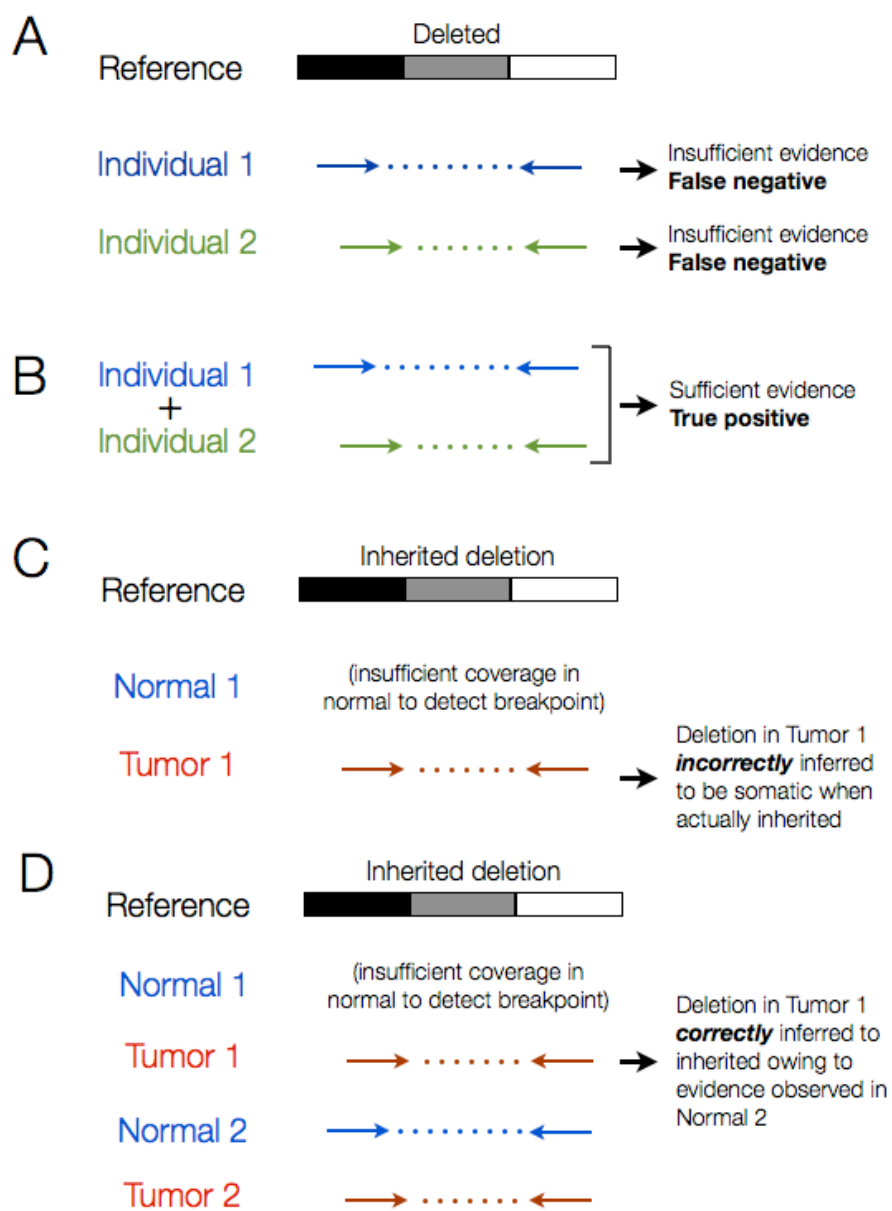 A
Deleted
Reference
Individual 1
Insufficient evidence
False negative
Individual 2
Insufficient evidence
False negative
B
Individual 1
+
Individual 2
Sufficient evidence
True positive
C
Inherited deletion
Reference
Normal 1
(insufficient coverage in
normal to detect breakpoint)
Tumor 1
Deletion in Tumor 1
incorrectly inferred
to be somatic when
actually inherited
D
Inherited deletion
Reference
Normal 1
(insufficient coverage in
normal to detect breakpoint)
Tumor 1
Deletion in Tumor 1
correctly inferred to
inherited owing to
evidence observed in
Normal 2
Normal 2
Tumor 2